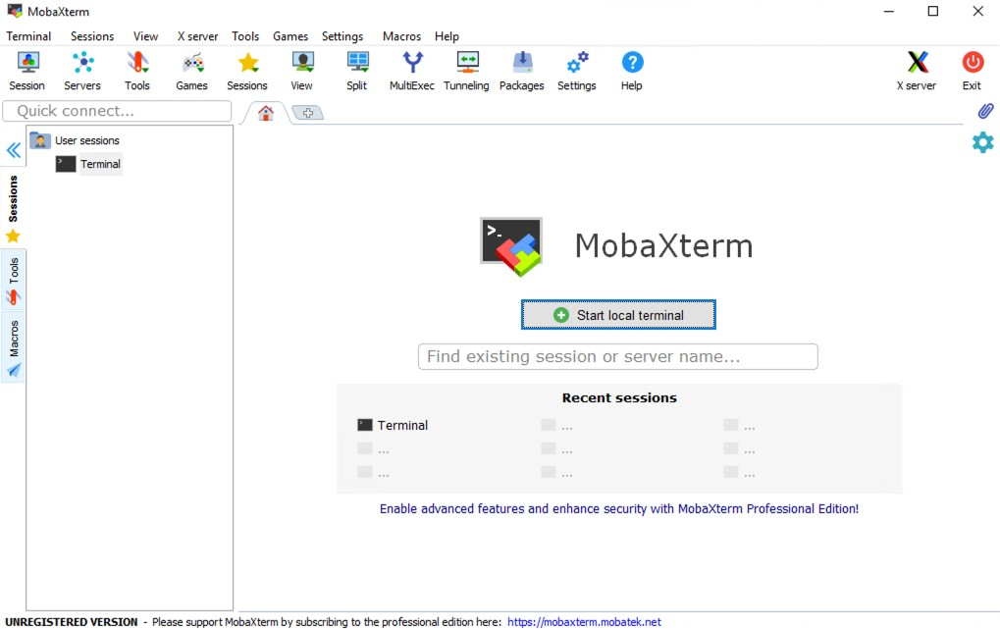 MobaXterm
Terminal Sessions View X server Tools Games Settings Macros Help
Session Servers Tools Games Sessions View Split MultiExec Tunneling Packages Settings Help X server Exit
Quick connect...
User sessions
Terminal
Sessions
Tools
Macros
>_
MobaXterm
Start local terminal
Find existing session or server name...
Recent sessions
Terminal ... ...
... ... ...
... ... ...
Enable advanced features and enhance security with MobaXterm Professional Edition!
UNREGISTERED VERSION - Please support MobaXterm by subscribing to the professional edition here: https://mobaxterm.mobatek.net